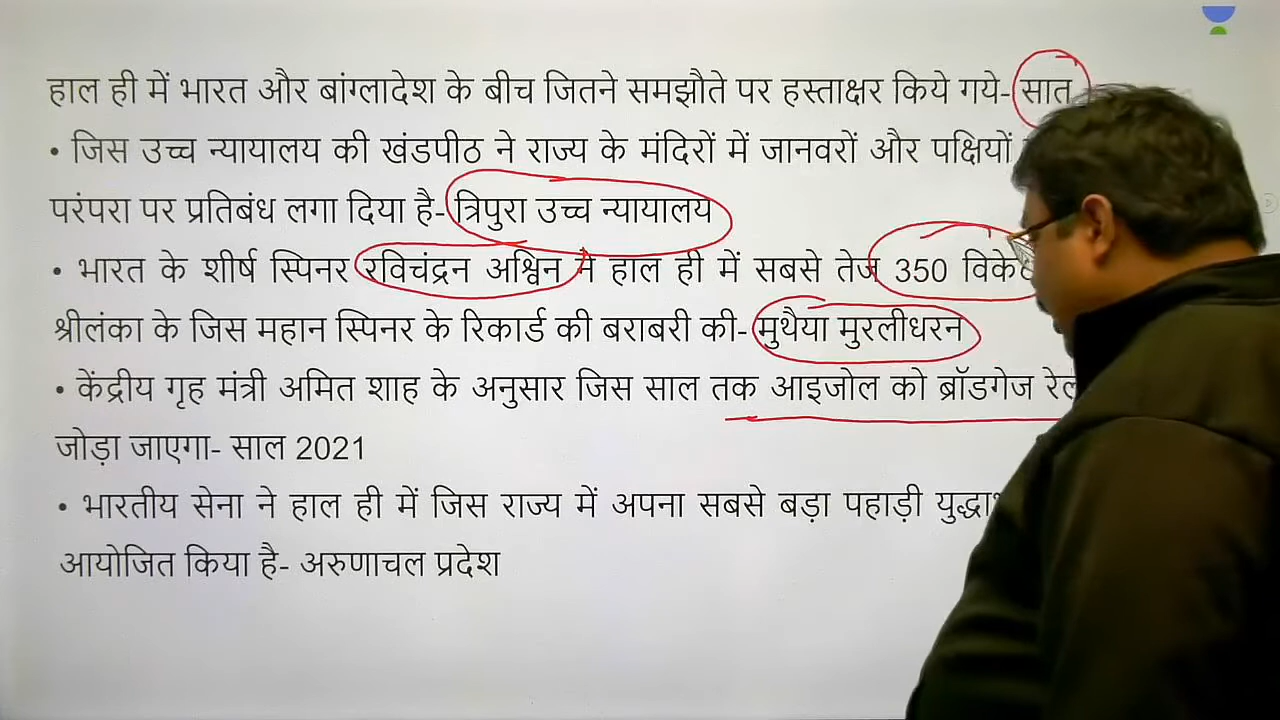 हाल ही में भारत और बांग्लादेश के बीच जितने समझौते पर हस्ताक्षर किये गये- सात
• जिस उच्च न्यायालय की खंडपीठ ने राज्य के मंदिरों में जानवरों और पक्षियों
परंपरा पर प्रतिबंध लगा दिया है- त्रिपुरा उच्च न्यायालय
• भारत के शीर्ष स्पिनर रविचंद्रन अश्विन ने हाल ही में सबसे तेज 350
श्रीलंका के जिस महान स्पिनर के रिकार्ड की बराबरी की- मुथैया मुरलीधरन
• केंद्रीय गृह मंत्री अमित शाह के अनुसार जिस साल तक आइजोल को ब्रॉडगेज
जोड़ा जाएगा- साल 2021
• भारतीय सेना ने हाल ही में जिस राज्य में अपना सबसे बड़ा पहाड़ी
आयोजित किया है- अरुणाचल प्रदेश